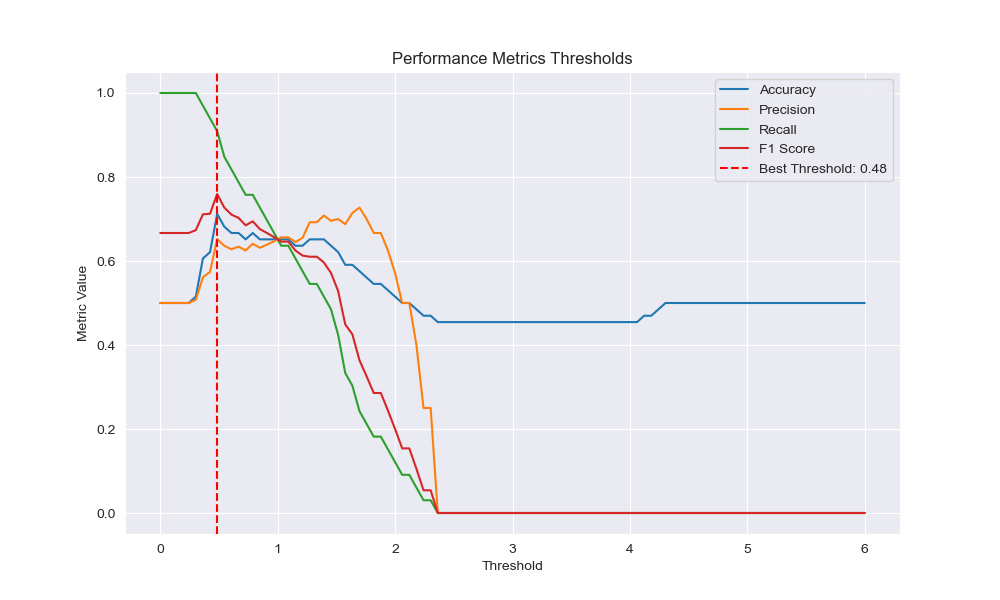 Performance Metrics Thresholds
Accuracy
Precision
Recall
F1 Score
Best Threshold: 0.48
Metric Value
1.0
0.8
0.6
0.4
0.2
0.0
0 1 2 3 4 5 6
Threshold